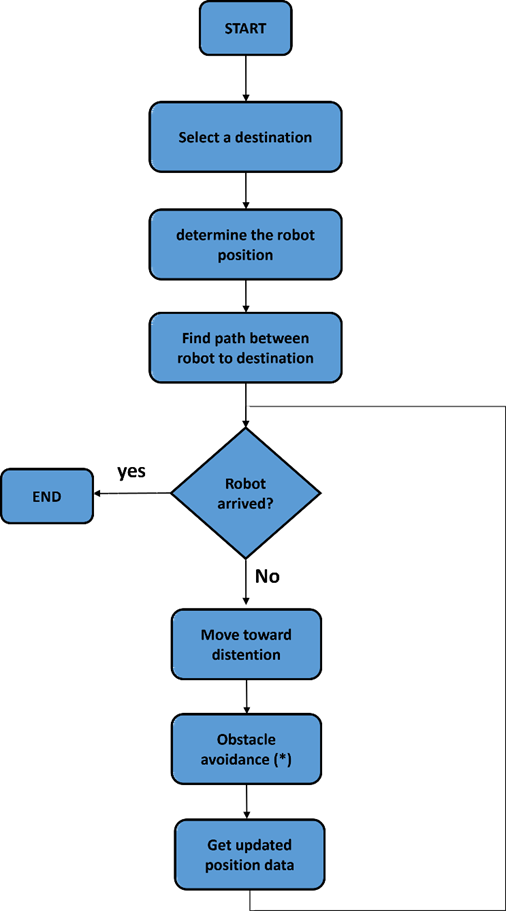 START
Select a destination
determine the robot
position
Find path between
robot to destination
Robot
arrived?
yes
END
No
Move toward
distention
Obstacle
avoidance (*)
Get updated
position data